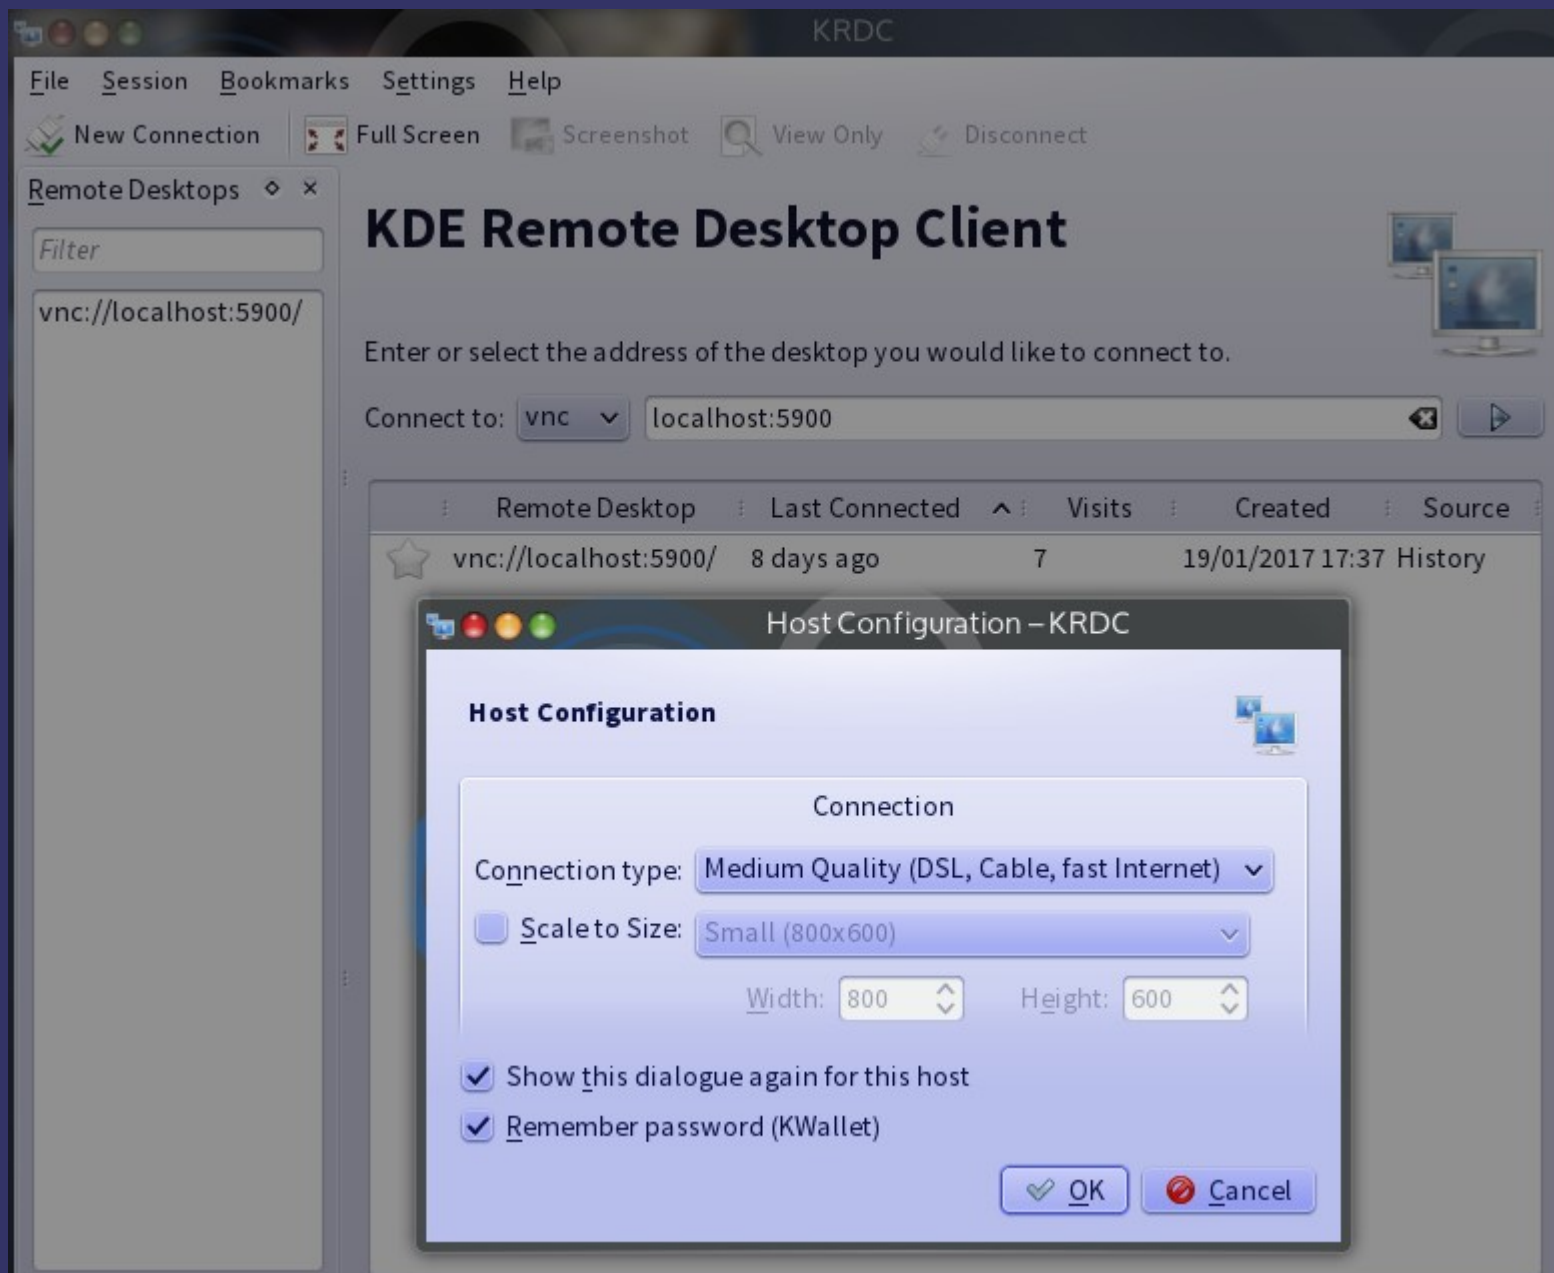 KRDC
File Session Bookmarks Settings Help
New Connection Full Screen Screenshot View Only Disconnect
Remote Desktops
Filter
vnc://localhost:5900/
KDE Remote Desktop Client
Enter or select the address of the desktop you would like to connect to.
Connect to: vnc localhost:5900
Remote Desktop Last Connected Visits Created Source
vnc://localhost:5900/ 8 days ago 7 19/01/2017 17:37 History
Host Configuration – KRDC
Host Configuration
Connection
Connection type: Medium Quality (DSL, Cable, fast Internet)
Scale to Size: Small (800x600)
Width: 800 Height: 600
Show this dialogue again for this host
Remember password (KWallet)
OK Cancel